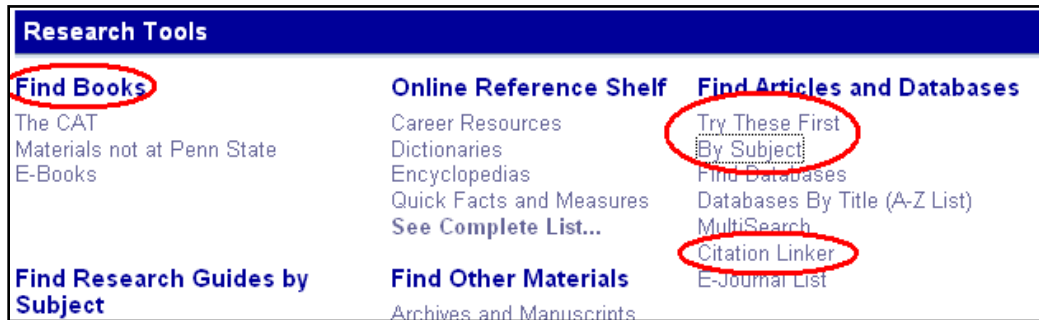 Research Tools
Find Books
The CAT
Materials not at Penn State
E-Books
Online Reference Shelf
Career Resources
Dictionaries
Encyclopedias
Quick Facts and Measures
See Complete List...
Find Articles and Databases
Try These First
By Subject
Find Databases
Databases By Title (A-Z List)
MultiSearch
Citation Linker
E-Journal List
Find Research Guides by
Subject
Find Other Materials
Archives and Manuscripts